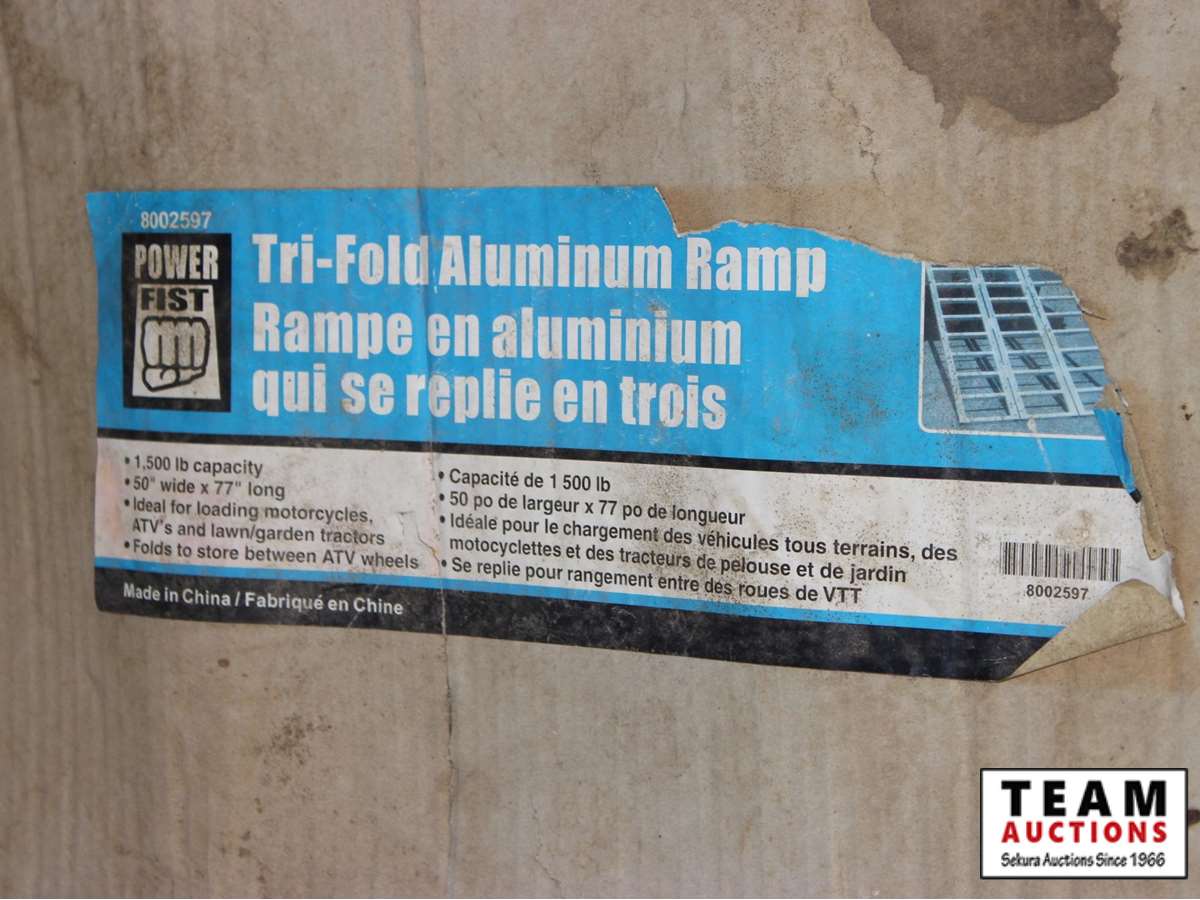 8002597
POWER
FIST
Tri-Fold Aluminum Ramp
Rampe en aluminium
qui se replie en trois
• 1,500 lb capacity
• 50" wide x 77" long
• Ideal for loading motorcycles,
ATV's and lawn/garden tractors
• Folds to store between ATV wheels
• Capacité de 1 500 lb
• 50 po de largeur x 77 po de longueur
• Idéale pour le chargement des véhicules tous terrains, des
motocyclettes et des tracteurs de pelouse et de jardin
• Se replie pour rangement entre des roues de VTT
8002597
Made in China / Fabriqué en Chine
TEAM
AUCTIONS
Sekura Auctions Since 1966